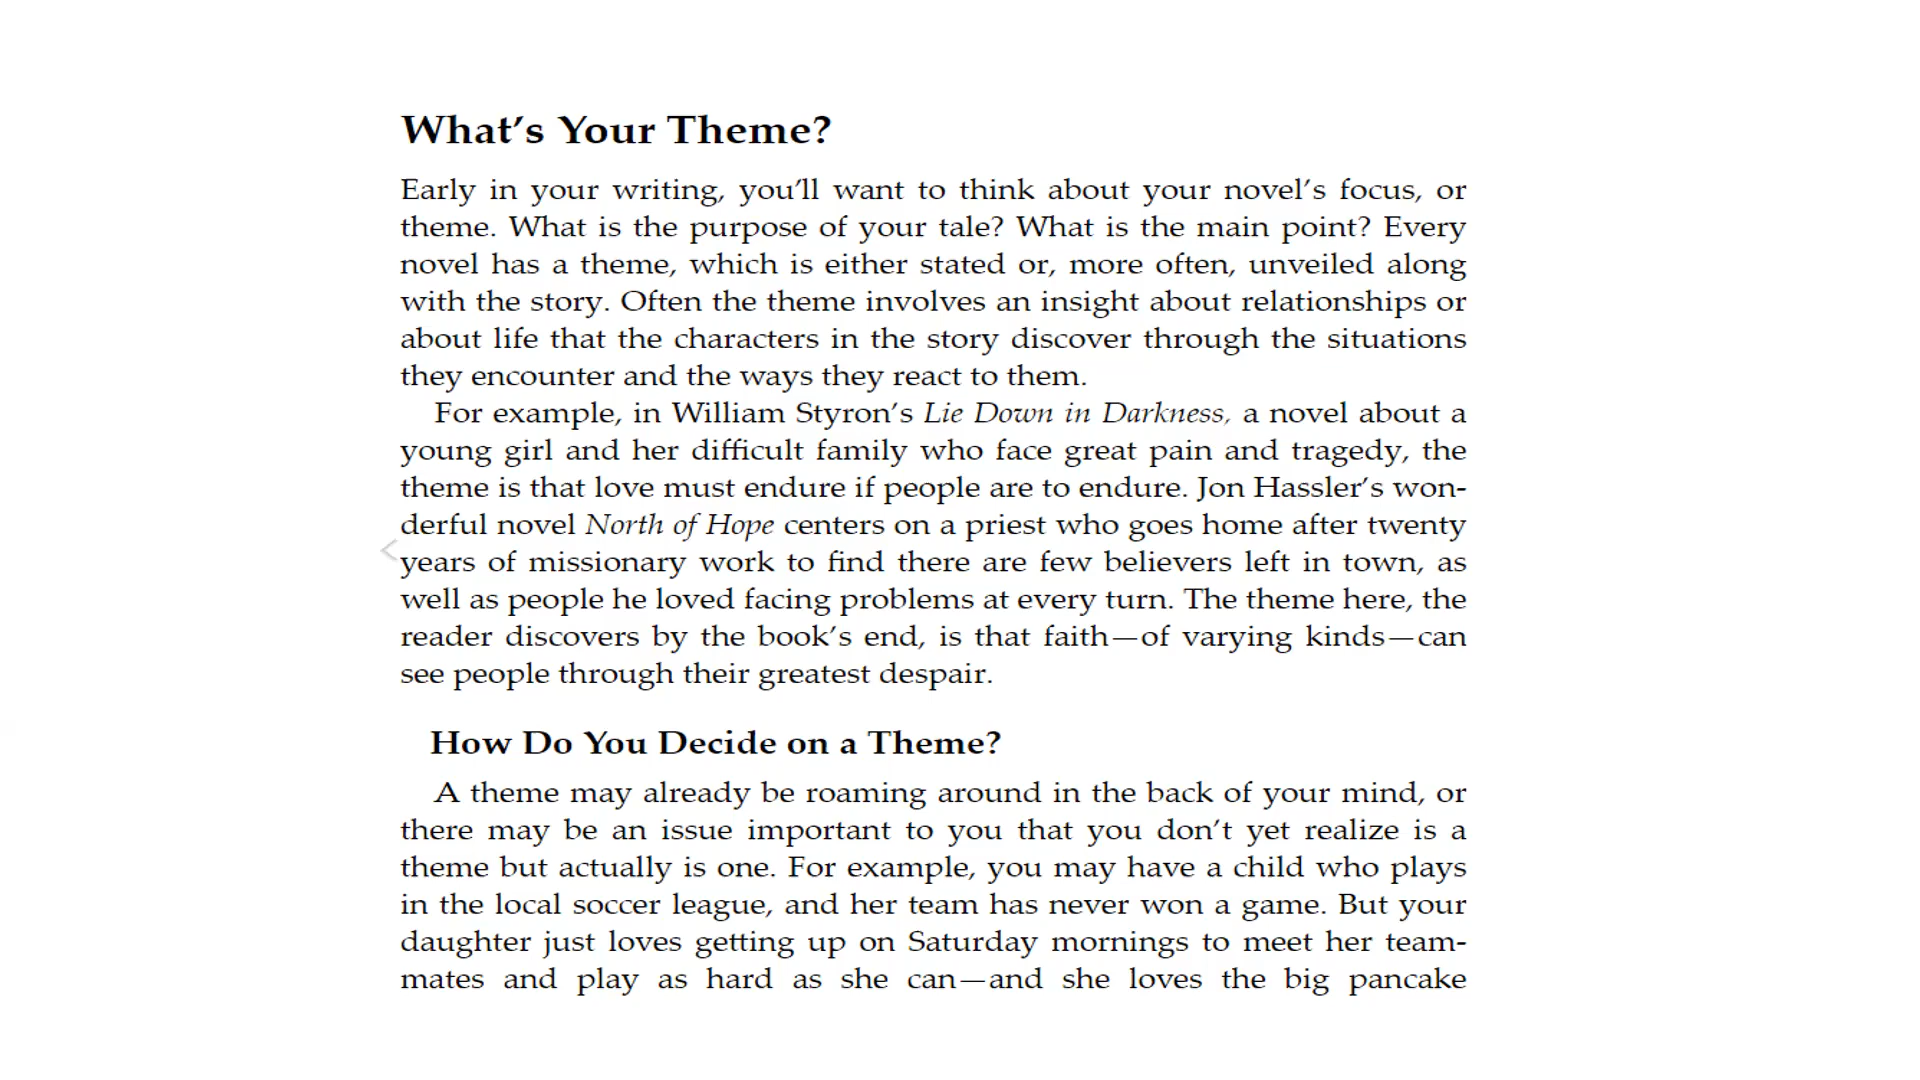 What's Your Theme?
Early in your writing, you'll want to think about your novel's focus, or
theme. What is the purpose of your tale? What is the main point? Every
novel has a theme, which is either stated or, more often, unveiled along
with the story. Often the theme involves an insight about relationships or
about life that the characters in the story discover through the situations
they encounter and the ways they react to them.
For example, in William Styron's Lie Down in Darkness, a novel about a
young girl and her difficult family who face great pain and tragedy, the
theme is that love must endure if people are to endure. Jon Hassler's won-
derful novel North of Hope centers on a priest who goes home after twenty
years of missionary work to find there are few believers left in town, as
well as people he loved facing problems at every turn. The theme here, the
reader discovers by the book's end, is that faith—of varying kinds—can
see people through their greatest despair.
How Do You Decide on a Theme?
A theme may already be roaming around in the back of your mind, or
there may be an issue important to you that you don't yet realize is a
theme but actually is one. For example, you may have a child who plays
in the local soccer league, and her team has never won a game. But your
daughter just loves getting up on Saturday mornings to meet her team-
mates and play as hard as she can—and she loves the big pancake